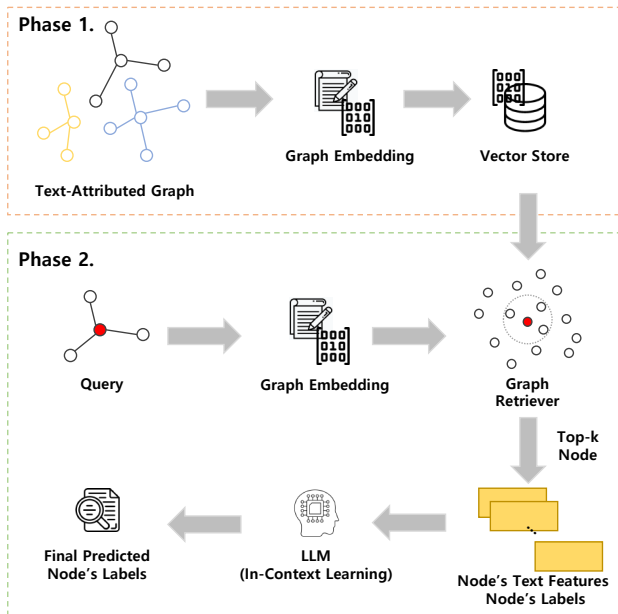 Phase 1.
Text-Attributed Graph
Graph Embedding
Vector Store
Phase 2.
Query
Graph Embedding
Graph
Retriever
Top-k
Node
Node's Text Features
Node's Labels
LLM
(In-Context Learning)
Final Predicted
Node's Labels